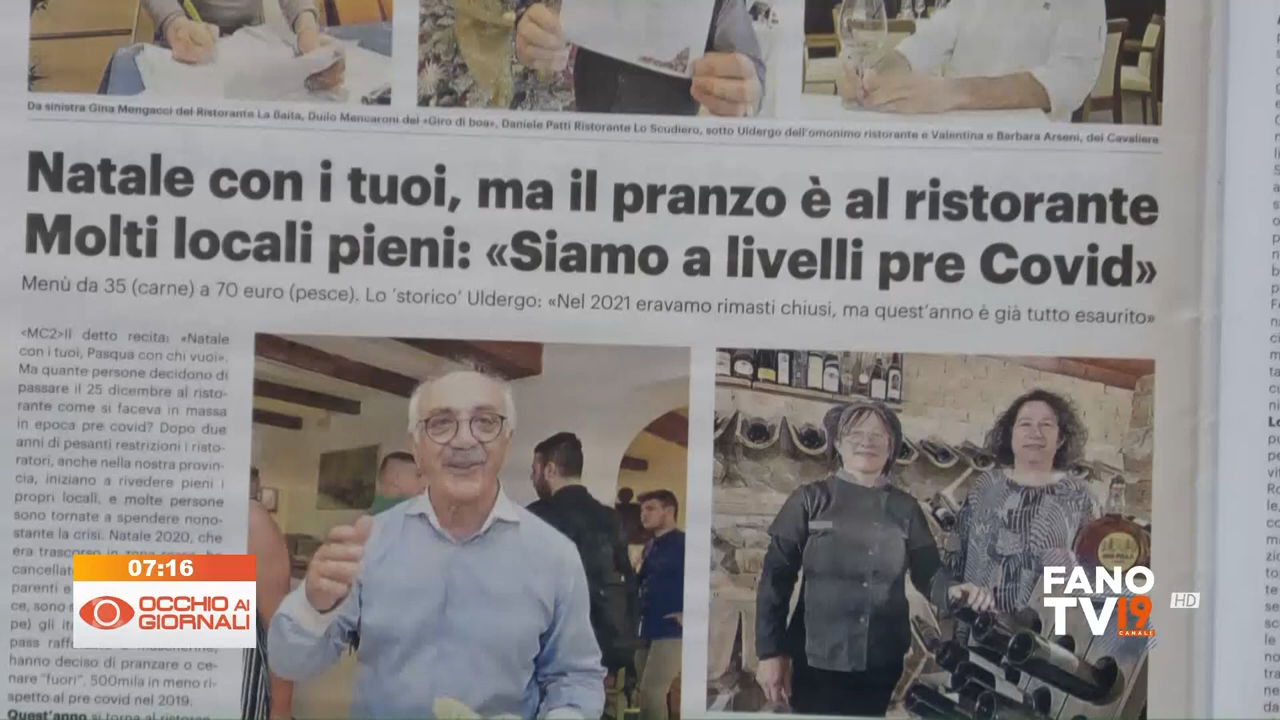 Da sinistra Gina Mengacci del Ristorante La Baita, Duilo Mencaroni del «Giro di boa», Daniele Patti Ristorante Lo Scudiero, sotto Uldergo dell'omonimo ristorante e Valentina e Barbara Arseni, del Cavaliere
Natale con i tuoi, ma il pranzo è al ristorante
Molti locali pieni: «Siamo a livelli pre Covid»
Menù da 35 (carne) a 70 euro (pesce). Lo 'storico' Uldergo: «Nel 2021 eravamo rimasti chiusi, ma quest'anno è già tutto esaurito»
<MC2>Il detto recita: «Natale
con i tuoi, Pasqua con chi vuoi».
Ma quante persone decidono di
passare il 25 dicembre al risto-
rante come si faceva in massa
in epoca pre covid? Dopo due
anni di pesanti restrizioni i risto-
ratori, anche nella nostra provin-
cia, iniziano a rivedere pieni i
propri locali, e molte persone
sono tornate a spendere nono-
stante la crisi. Natale 2020, che
era trascorso in zona
cancellat
parenti e
ce, sono
pe) gli
pass
hanno deciso di pranzare o ce-
nare "fuori", 500mila in meno ri-
spetto al pre covid nel 2019.
Quest'anno si torna al
07:16
OCCHIO AI
GIORNALI
FANO
TV19
CANALE
HD